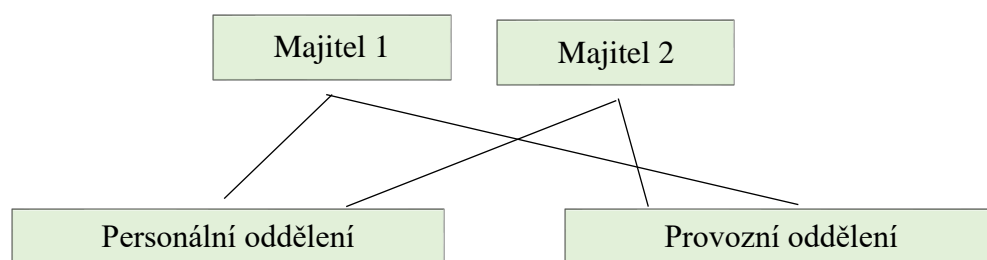 Majitel 1
Majitel 2
Personální oddělení
Provozní oddělení